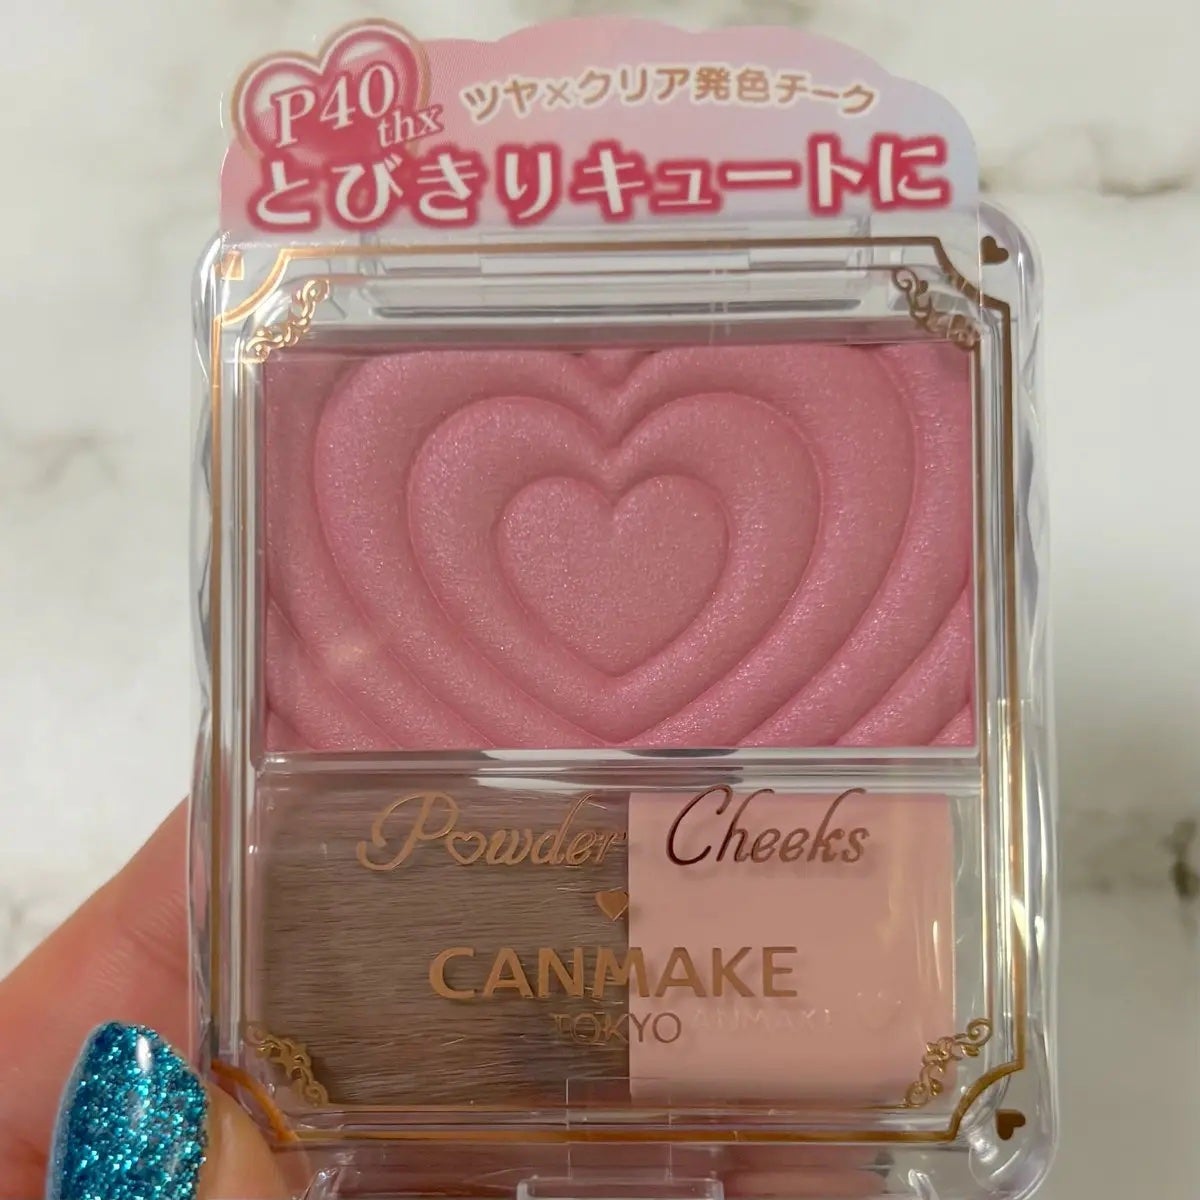 P40
thx
ツヤ×クリア発色チーク
とびきりキュートに
Powder Cheeks
CANMAKE
TOKYO